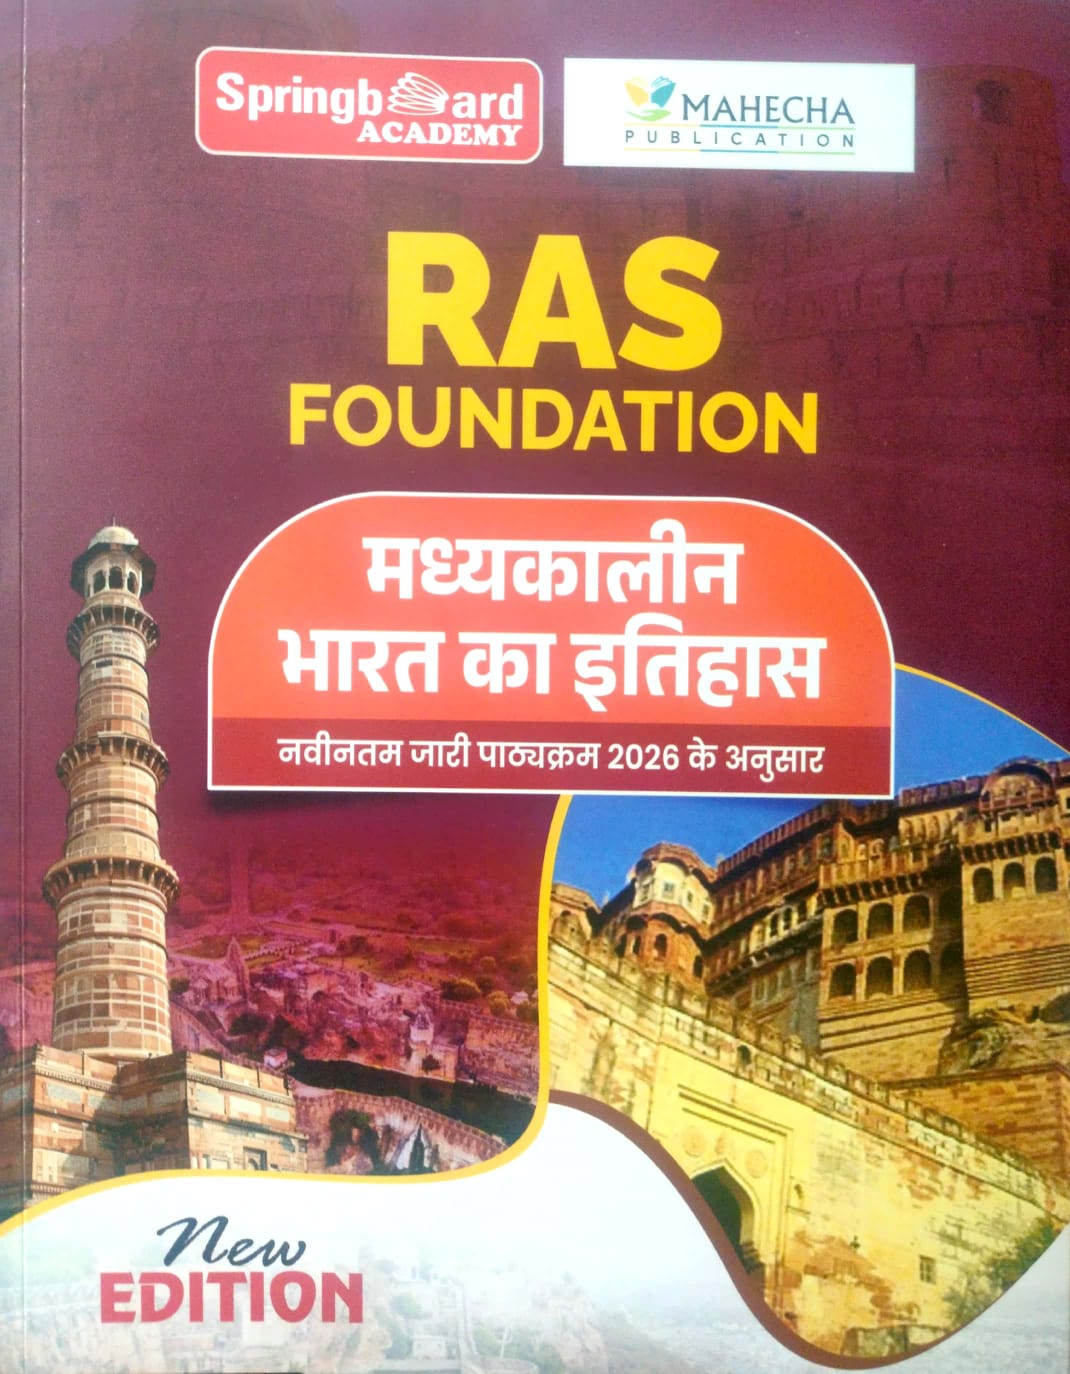 Springboard
ACADEMY
MAHECHA
PUBLICATION
RAS
FOUNDATION
मध्यकालीन
भारत का इतिहास
नवीनतम जारी पाठ्यक्रम 2026 के अनुसार
New
EDITION